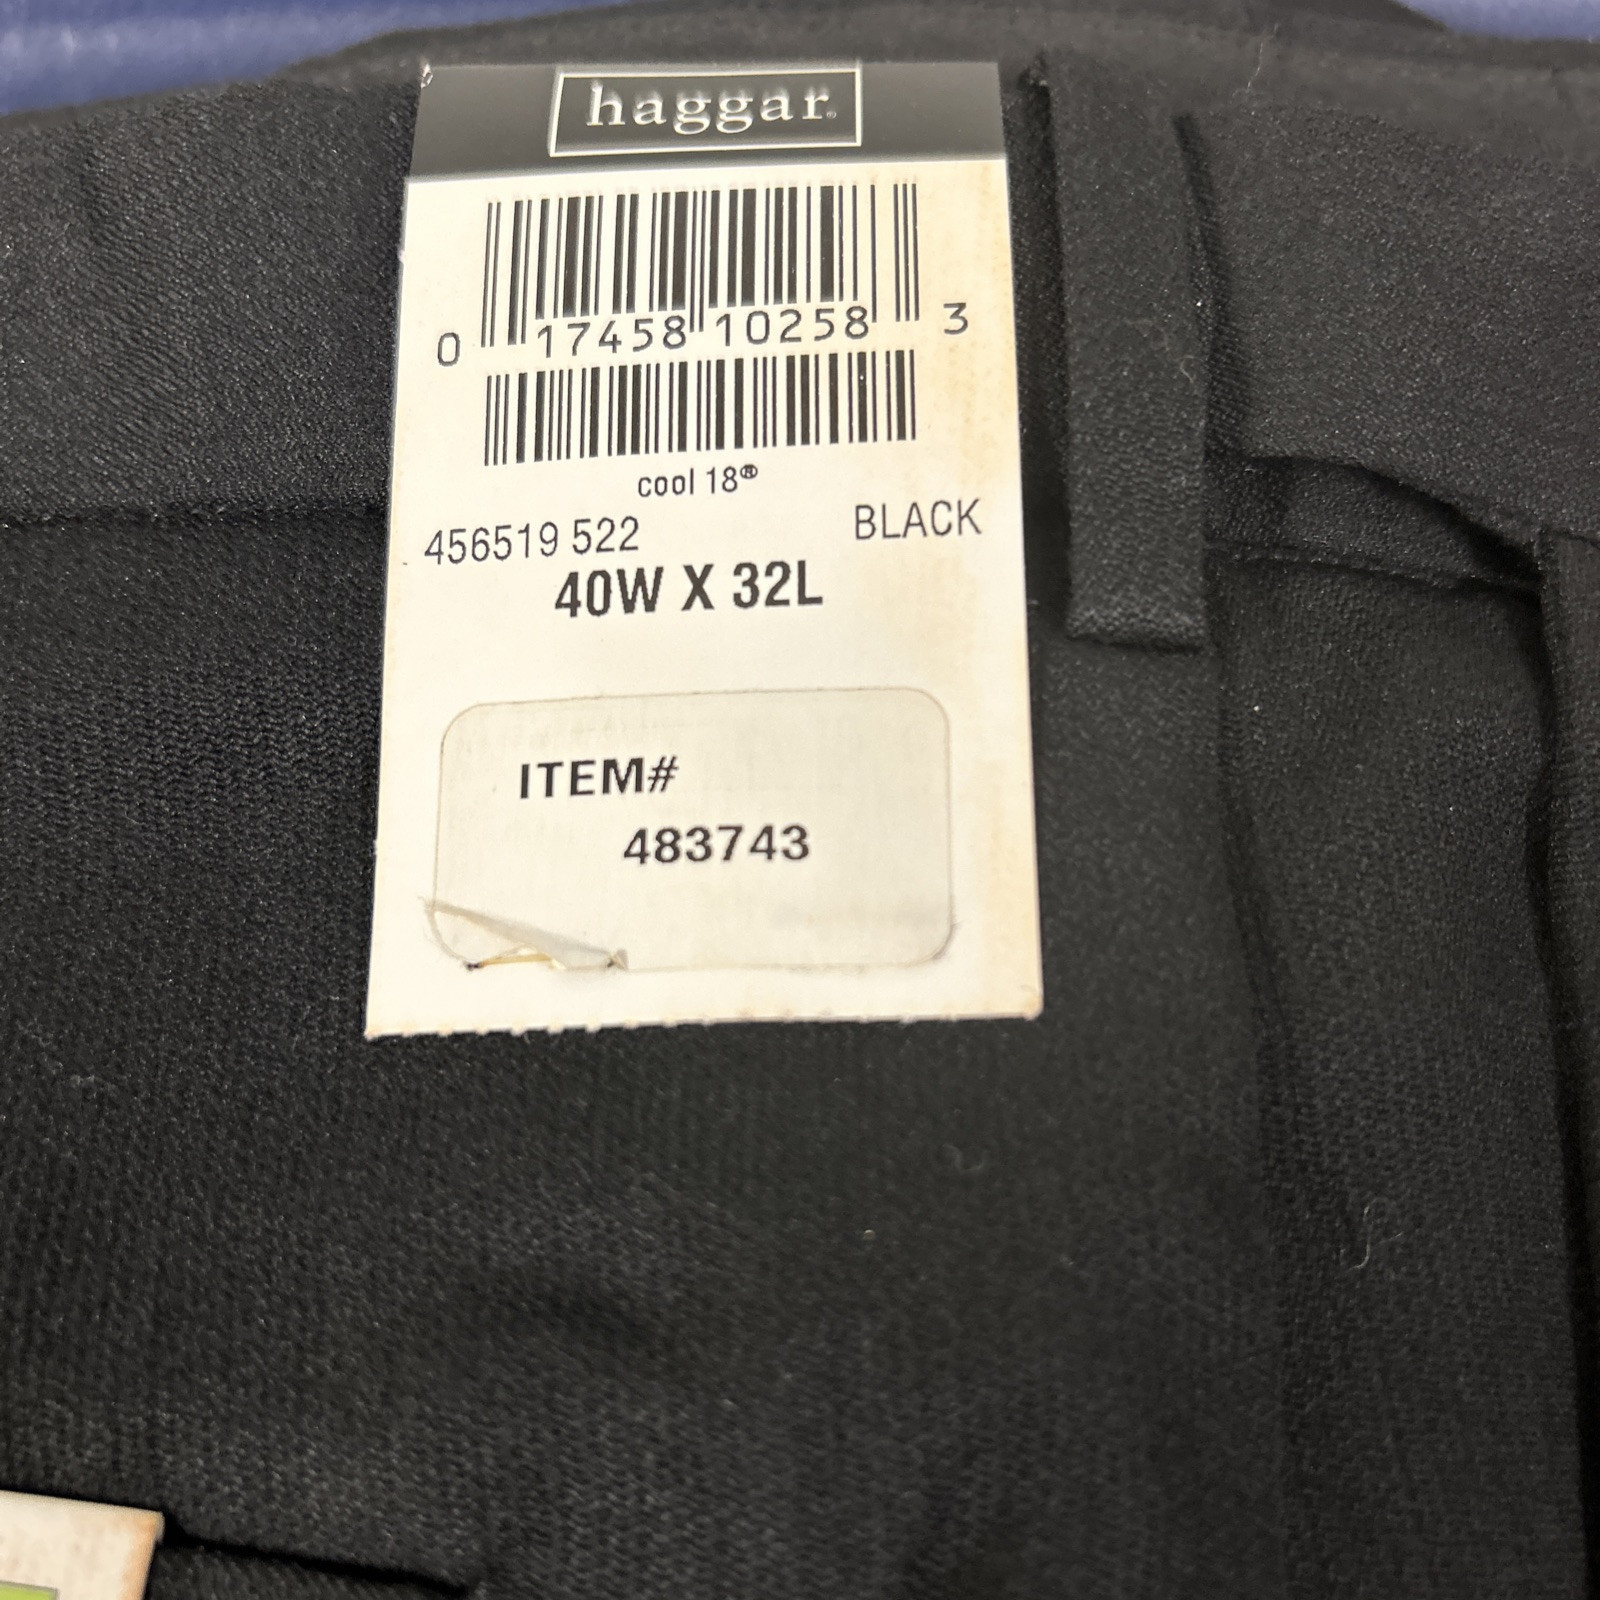 haggar®
0 17458 10258 3
cool 18®
456519 522 BLACK
40W X 32L
ITEM#
483743